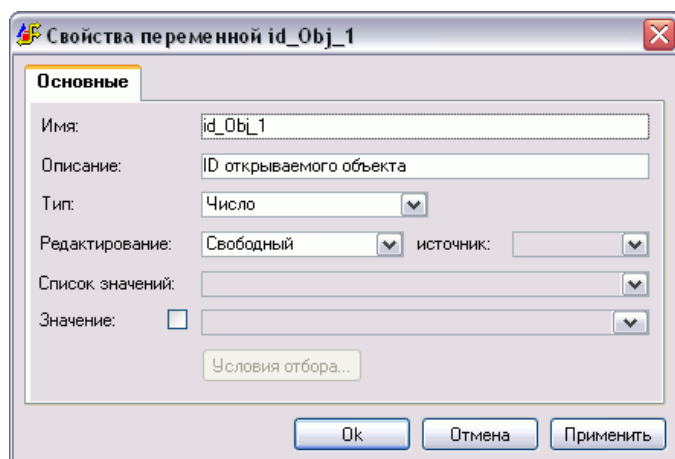 Свойства переменной id_Obj_1
Основные
Имя: id_Obj_1
Описание: ID открываемого объекта
Тип: Число
Редактирование: Свободный источник:
Список значений:
Значение:
Условия отбора...
Ok Отмена Применить